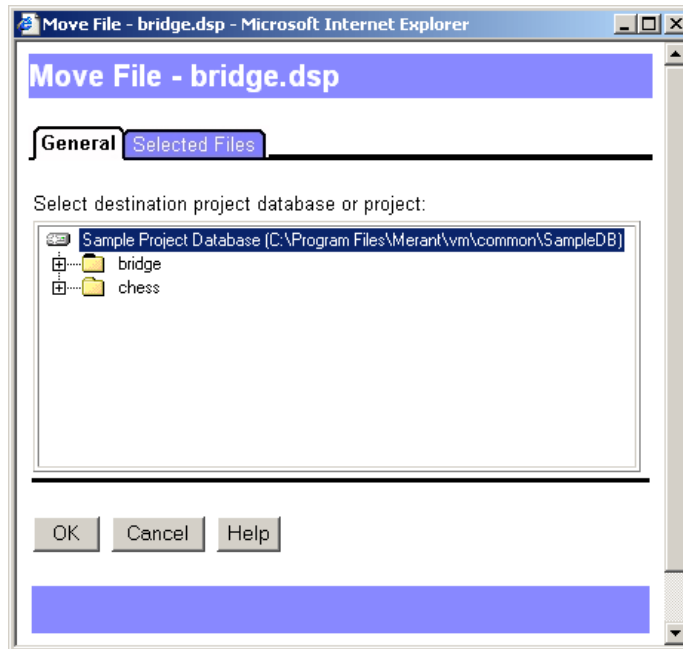 Move File - bridge.dsp - Microsoft Internet Explorer
Move File - bridge.dsp
General Selected Files
Select destination project database or project:
Sample Project Database (C:\Program Files\Merant\vm\common\SampleDB)
bridge
chess
OK Cancel Help